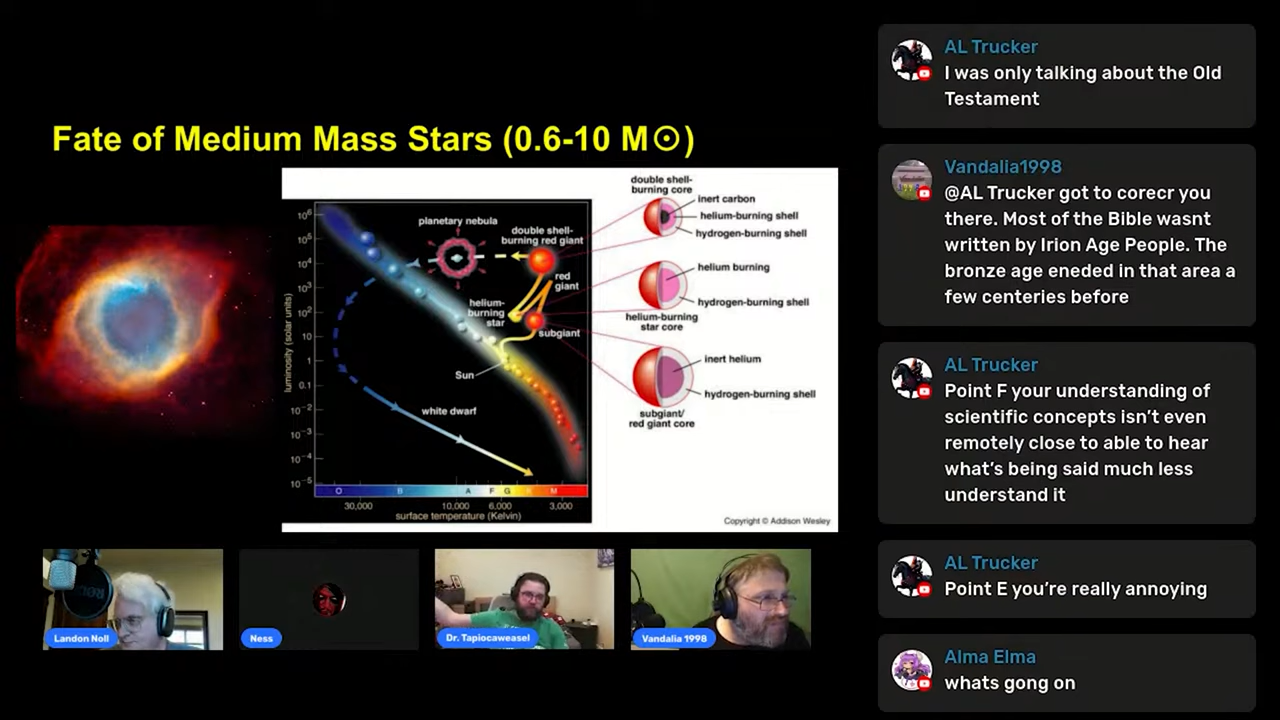 Fate of Medium Mass Stars (0.6-10 M☉)
planetary nebula
double shell-
burning red giant
red
giant
helium-
burning
star
subgiant
Sun
white dwarf
luminosity (solar units)
10⁶
10⁵
10⁴
10³
10²
10
1
0.1
10⁻²
10⁻³
10⁻⁴
10⁻⁵
O B A F G K M
30,000 10,000 6,000 3,000
surface temperature (Kelvin)
double shell-
burning core
inert carbon
helium-burning shell
hydrogen-burning shell
helium burning
hydrogen-burning shell
helium-burning
star core
inert helium
hydrogen-burning shell
subgiant/
red giant core
Copyright © Addison Wesley
Landon Noll
Ness
Dr. Tapiocaweasel
Vandalia 1998
AL Trucker
I was only talking about the Old
Testament
Vandalia1998
@AL Trucker got to corecr you
there. Most of the Bible wasnt
written by Irion Age People. The
bronze age eneded in that area a
few centeries before
AL Trucker
Point F your understanding of
scientific concepts isn't even
remotely close to able to hear
what's being said much less
understand it
AL Trucker
Point E you're really annoying
Alma Elma
whats gong on